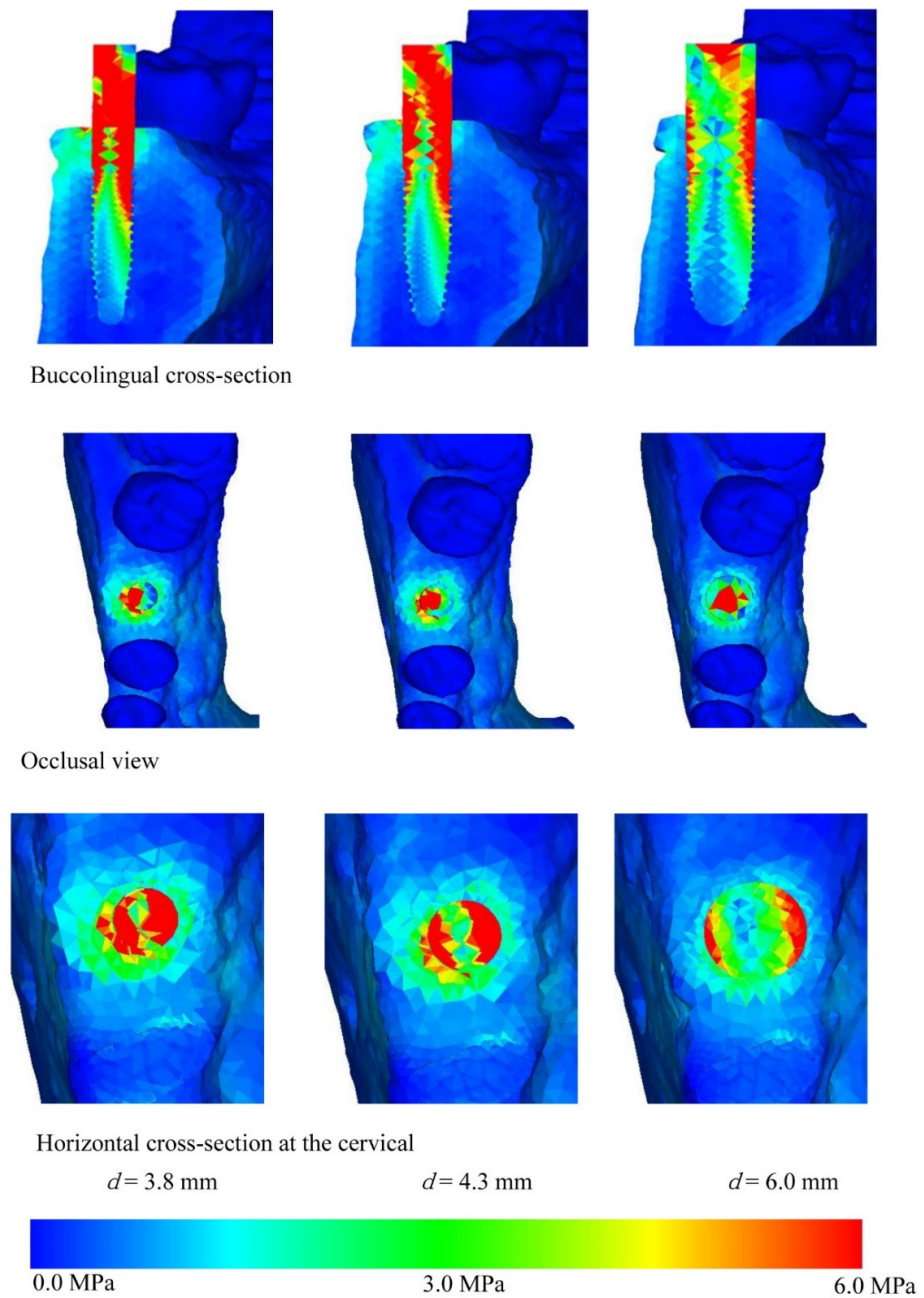 Buccolingual cross-section
Occlusal view
Horizontal cross-section at the cervical
d = 3.8 mm d = 4.3 mm d = 6.0 mm
0.0 MPa 3.0 MPa 6.0 MPa